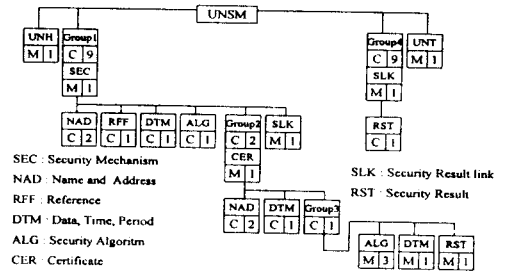 UNSM
UNH Group1 Group4 UNT
M 1 C 9 C 9 M 1
SEC SLK
M 1 M 1
NAD RFF DTM ALG Group2 SLK RST
C 2 C 1 C 1 C 1 C 2 M 1 C 1
CER
M 1
SEC : Security Mechanism
NAD : Name and Address
RFF : Reference
DTM : Data, Time, Period
ALG : Security Algoritm
CER : Certificate
SLK : Security Result link
RST : Security Result
NAD DTM Group3
C 2 C 1 C 1
ALG DTM RST
M 3 M 1 M 1